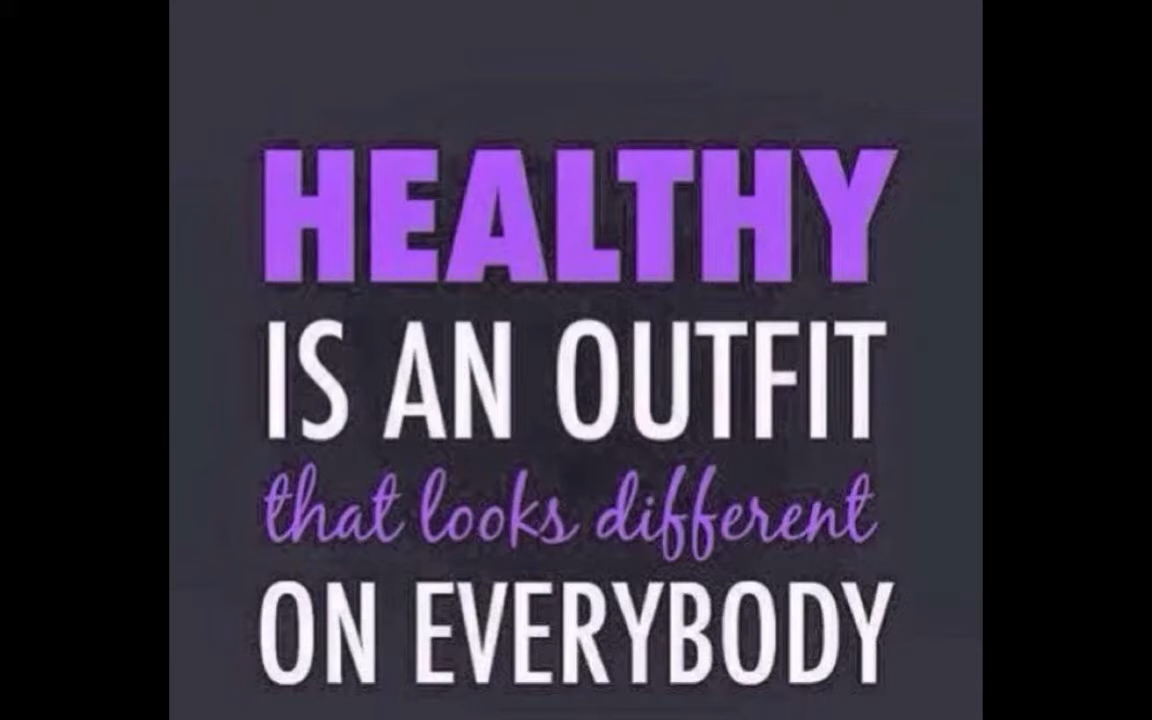 HEALTHY
IS AN OUTFIT
that looks different
ON EVERYBODY